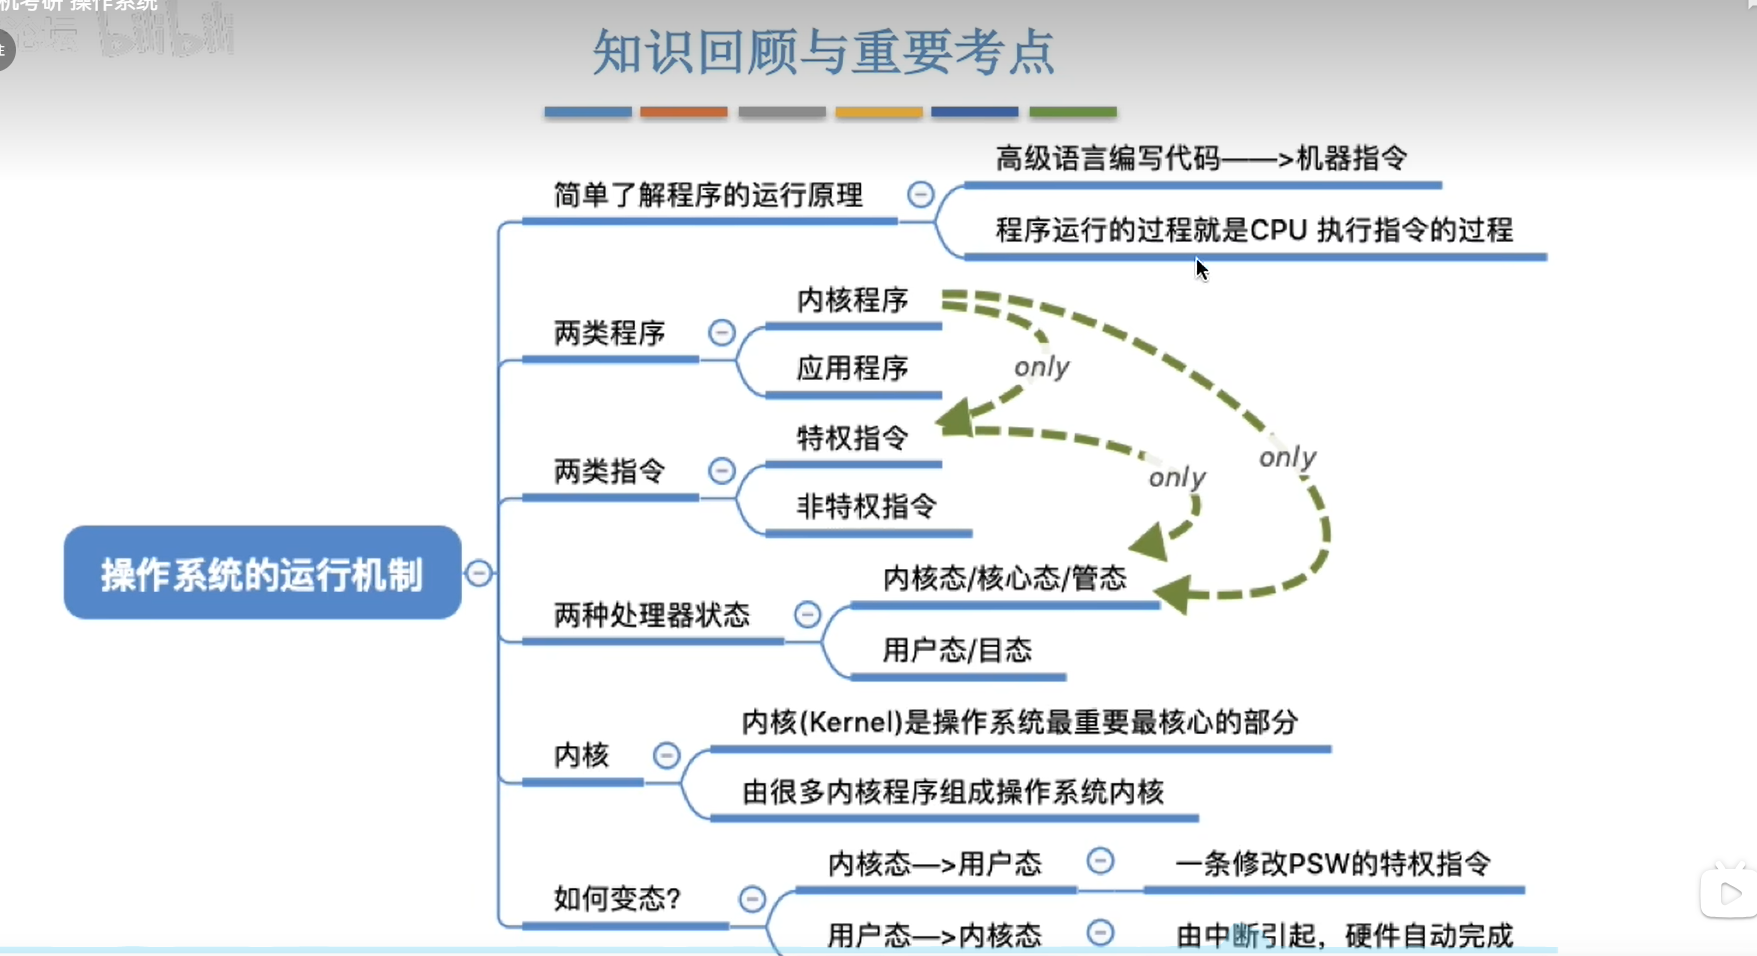 机考研 操作系统
bilibili
知识回顾与重要考点
高级语言编写代码——>机器指令
简单了解程序的运行原理
程序运行的过程就是CPU 执行指令的过程
内核程序
两类程序
only
应用程序
特权指令
only
两类指令
only
非特权指令
操作系统的运行机制
内核态/核心态/管态
两种处理器状态
用户态/目态
内核(Kernel)是操作系统最重要最核心的部分
内核
由很多内核程序组成操作系统内核
内核态—>用户态
一条修改PSW的特权指令
如何变态?
用户态—>内核态
由中断引起，硬件自动完成